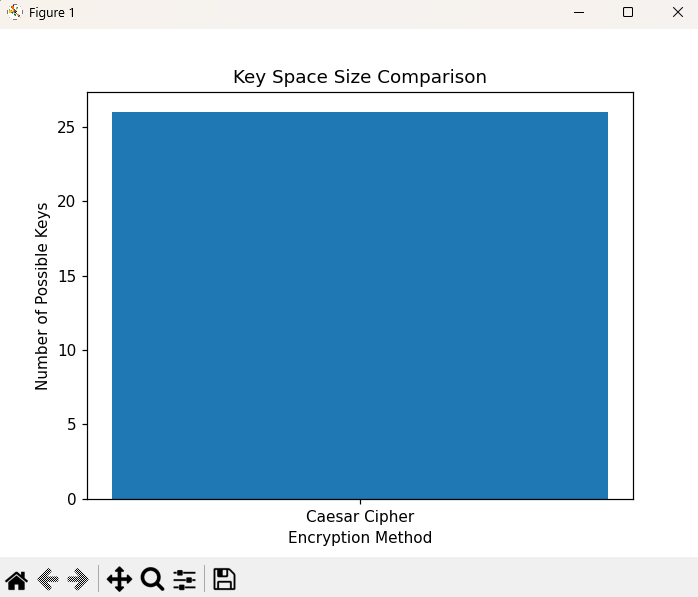 Figure 1
Key Space Size Comparison
25
20
15
10
5
0
Number of Possible Keys
Caesar Cipher
Encryption Method